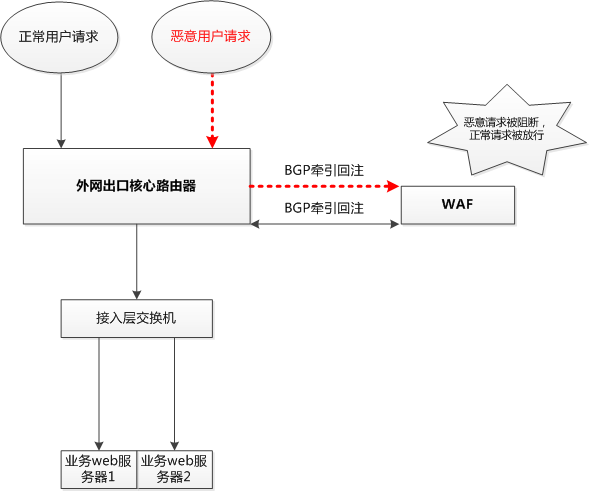 正常用户请求
恶意用户请求
恶意请求被阻断，
正常请求被放行
BGP牵引回注
外网出口核心路由器
WAF
BGP牵引回注
接入层交换机
业务web服
务器1
业务web服
务器2